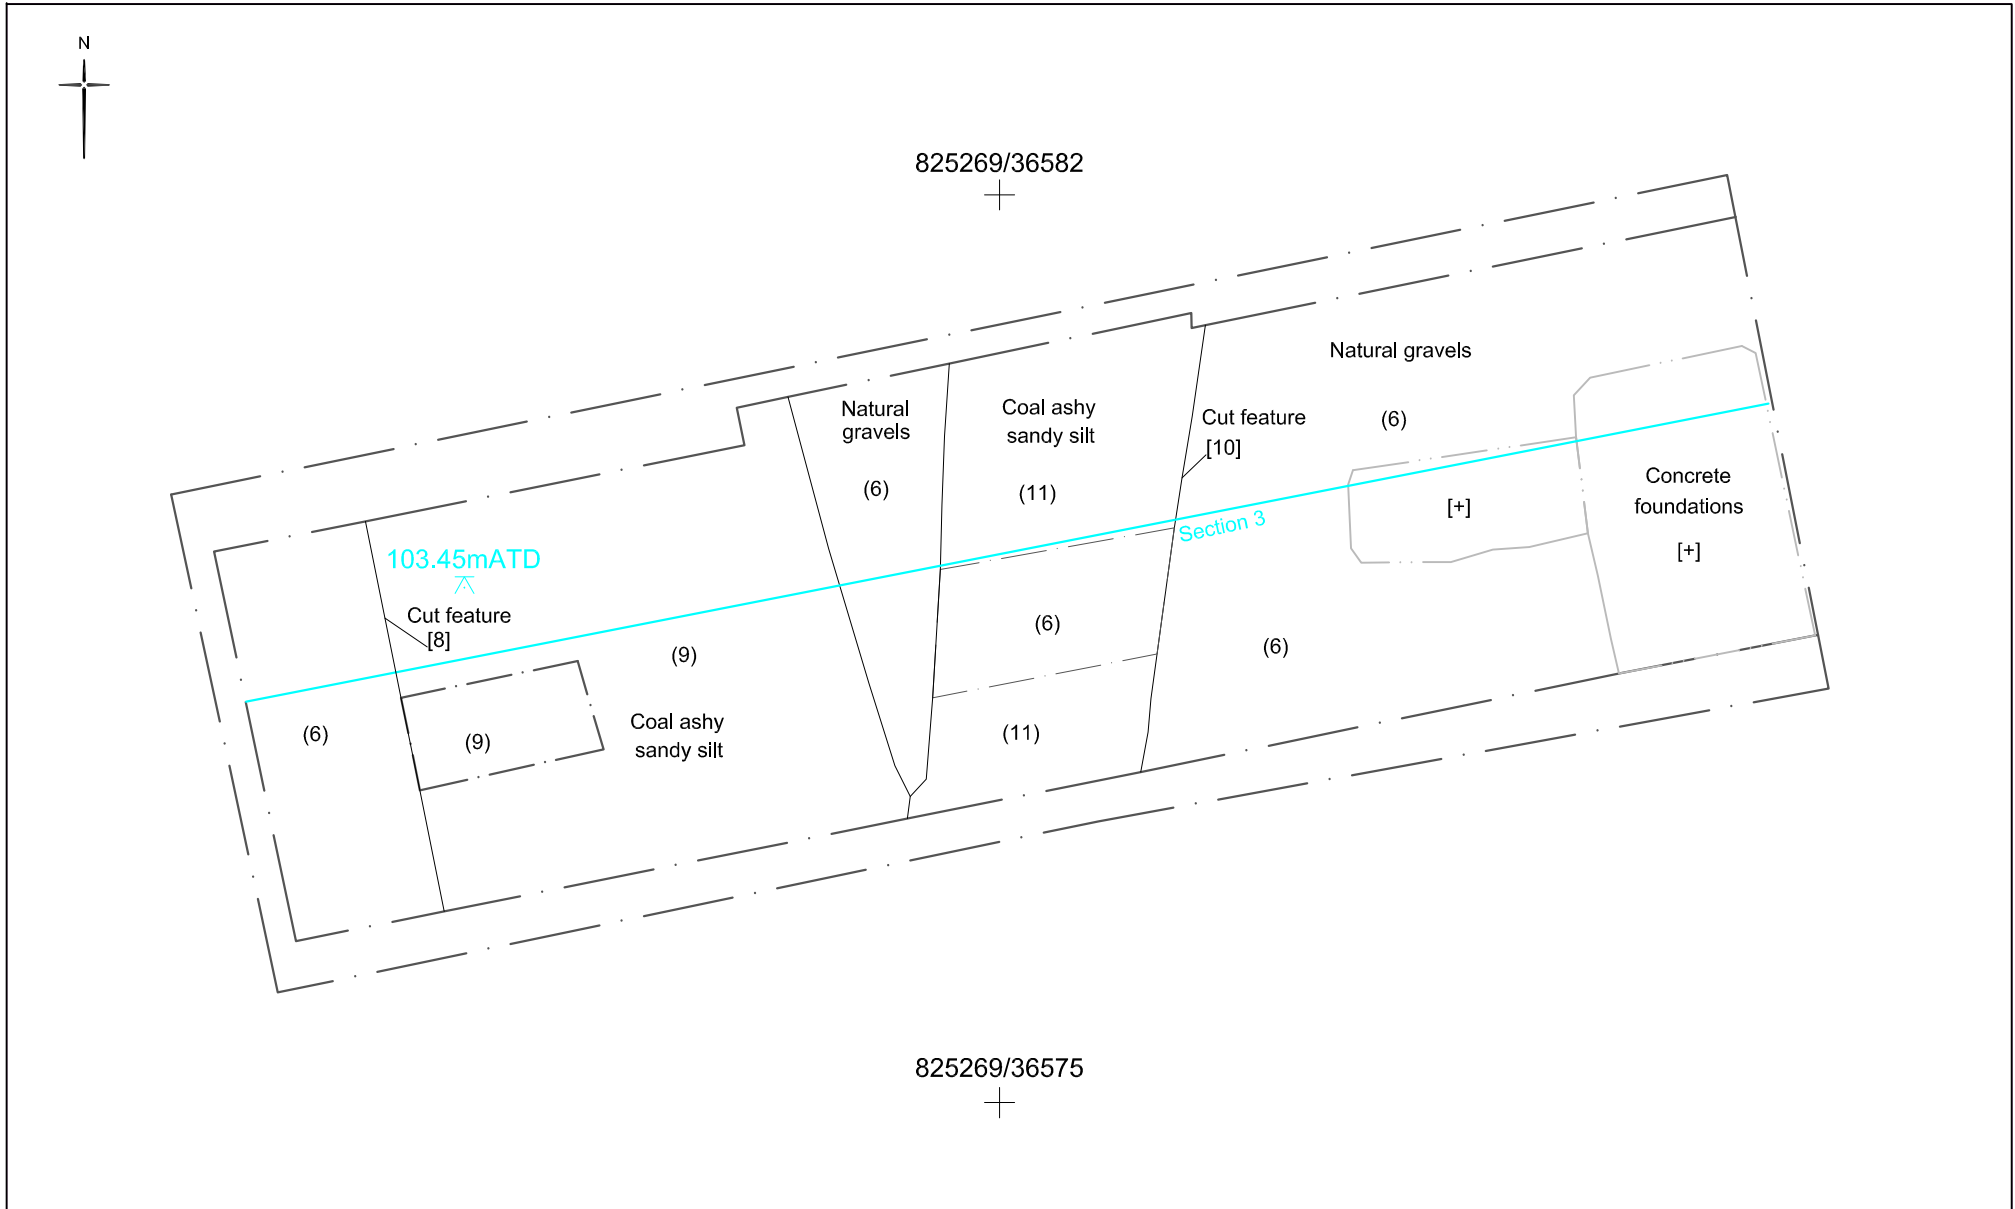 N
825269/36582
Natural gravels
Natural
gravels
Coal ashy
sandy silt
Cut feature
[10]
(6)
Concrete
foundations
(6)
(11)
[+]
Section 3
[+]
103.45mATD
Cut feature
[8]
(9)
(6)
(6)
(6)
(9)
Coal ashy
sandy silt
(11)
825269/36575